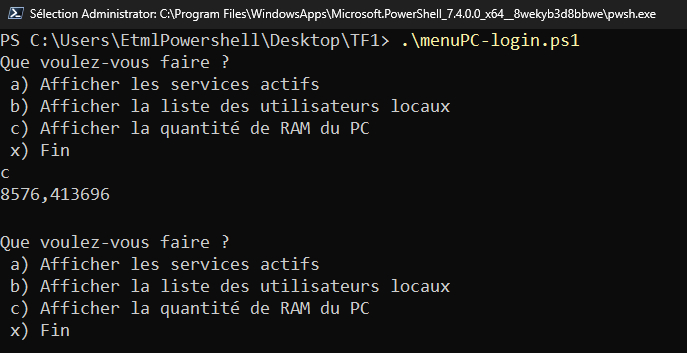 Sélection Administrator: C:\Program Files\WindowsApps\Microsoft.PowerShell_7.4.0.0_x64__8wekyb3d8bbwe\pwsh.exe
PS C:\Users\EtmlPowershell\Desktop\TF1> .\menuPC-login.ps1
Que voulez-vous faire ?
 a) Afficher les services actifs
 b) Afficher la liste des utilisateurs locaux
 c) Afficher la quantité de RAM du PC
 x) Fin
c
8576,413696

Que voulez-vous faire ?
 a) Afficher les services actifs
 b) Afficher la liste des utilisateurs locaux
 c) Afficher la quantité de RAM du PC
 x) Fin